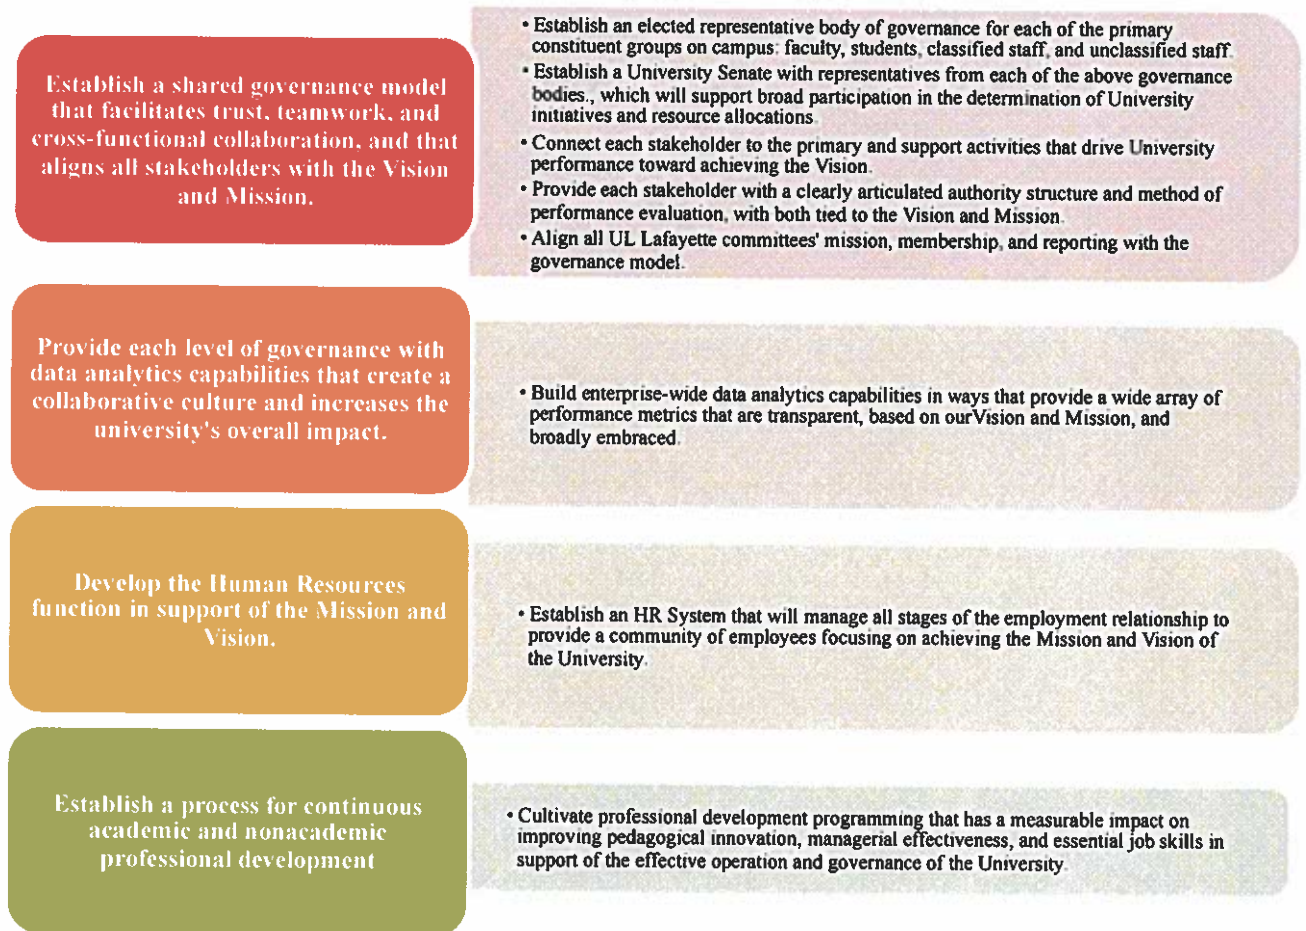 Establish a shared governance model
that facilitates trust, teamwork, and
cross-functional collaboration, and that
aligns all stakeholders with the Vision
and Mission.
• Establish an elected representative body of governance for each of the primary
constituent groups on campus: faculty, students, classified staff, and unclassified staff.
• Establish a University Senate with representatives from each of the above governance
bodies., which will support broad participation in the determination of University
initiatives and resource allocations.
• Connect each stakeholder to the primary and support activities that drive University
performance toward achieving the Vision.
• Provide each stakeholder with a clearly articulated authority structure and method of
performance evaluation, with both tied to the Vision and Mission.
• Align all UL Lafayette committees' mission, membership, and reporting with the
governance model.
Provide each level of governance with
data analytics capabilities that create a
collaborative culture and increases the
university's overall impact.
• Build enterprise-wide data analytics capabilities in ways that provide a wide array of
performance metrics that are transparent, based on ourVision and Mission, and
broadly embraced.
Develop the Human Resources
function in support of the Mission and
Vision.
• Establish an HR System that will manage all stages of the employment relationship to
provide a community of employees focusing on achieving the Mission and Vision of
the University.
Establish a process for continuous
academic and nonacademic
professional development
• Cultivate professional development programming that has a measurable impact on
improving pedagogical innovation, managerial effectiveness, and essential job skills in
support of the effective operation and governance of the University.